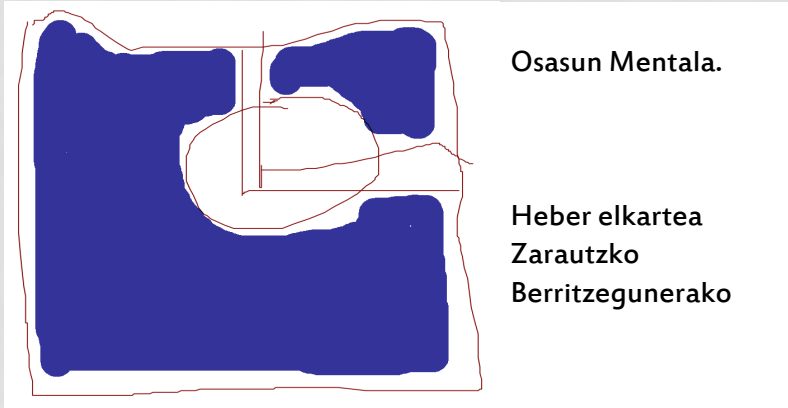 Osasun Mentala.
Heber elkartea
Zarautzko
Berritzegunerako